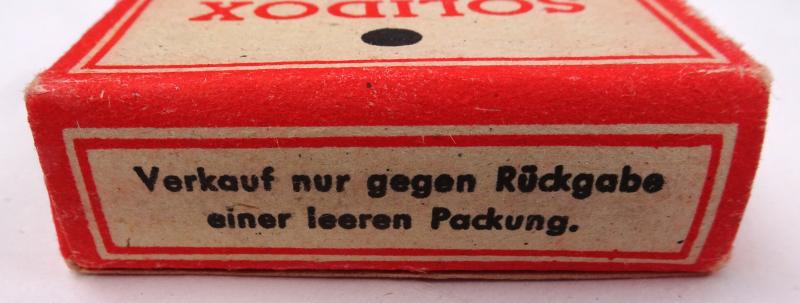 SOLIDOX
Verkauf nur gegen Rückgabe
einer leeren Packung.